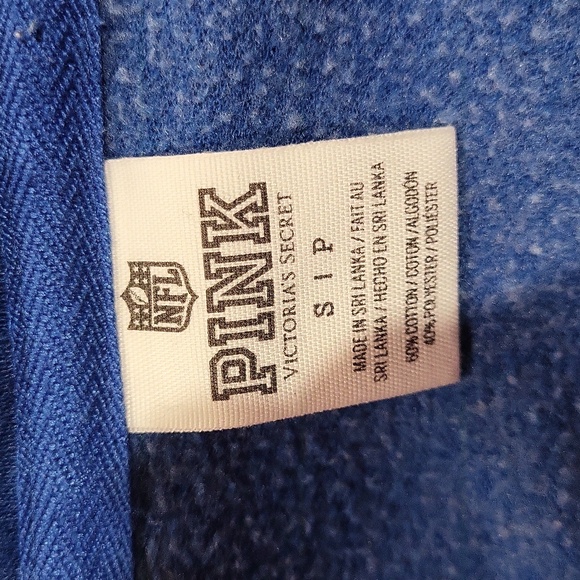 NFL
PINK
VICTORIA'S SECRET
S I P
MADE IN SRI LANKA / FAIT AU
SRI LANKA / HECHO EN SRI LANKA
60% COTTON / COTON / ALGODÓN
40% POLYESTER / POLIÉSTER